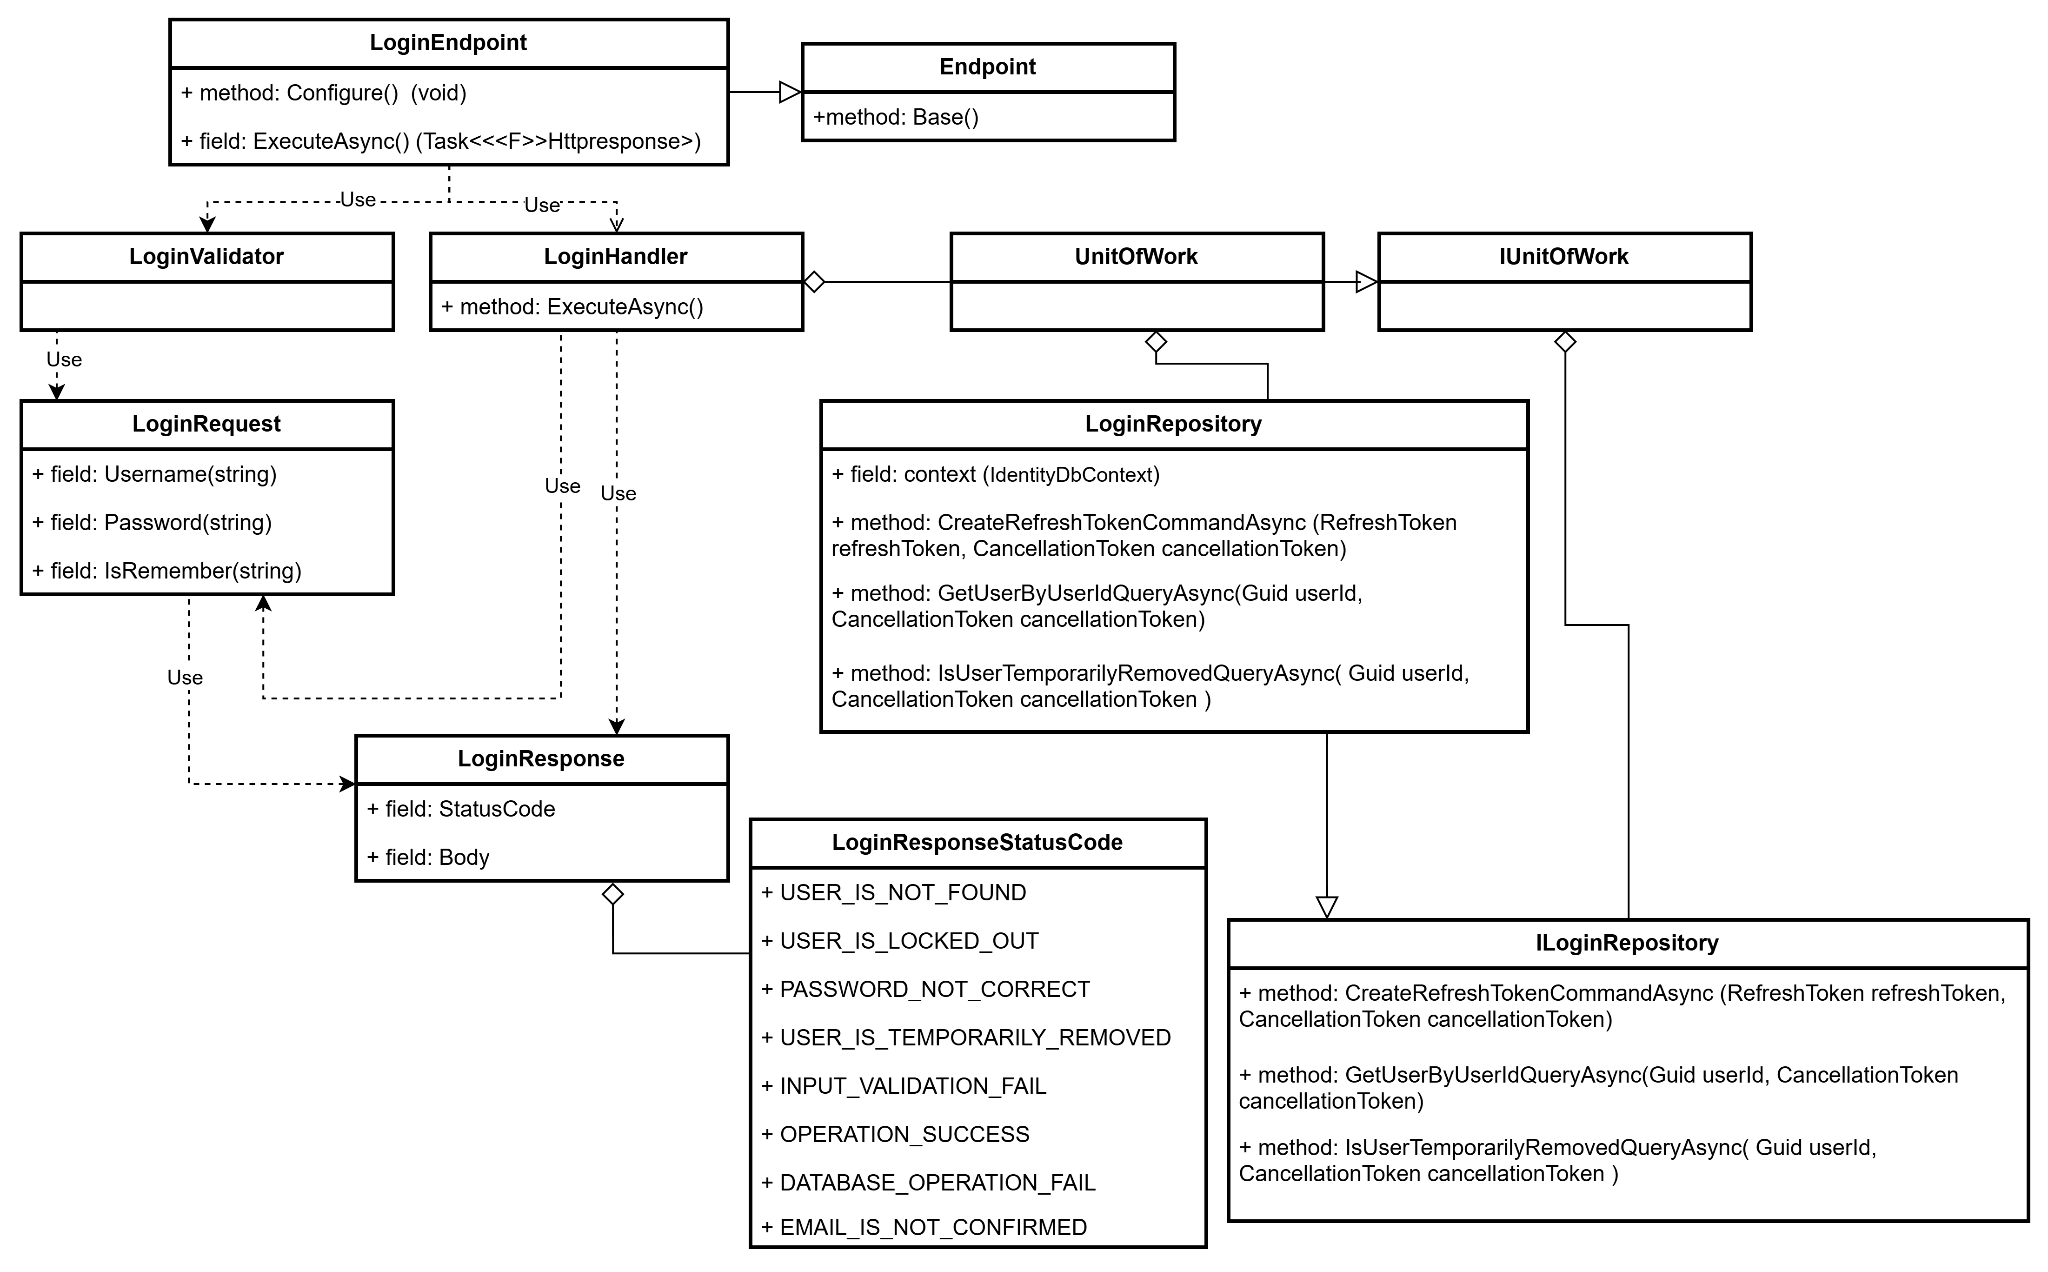 LoginEndpoint
+ method: Configure()  (void)
+ field: ExecuteAsync() (Task<<<F>>Httpresponse>)
Endpoint
+method: Base()
Use
Use
LoginValidator
LoginHandler
+ method: ExecuteAsync()
UnitOfWork
IUnitOfWork
Use
LoginRequest
+ field: Username(string)
+ field: Password(string)
+ field: IsRemember(string)
Use
Use
Use
LoginRepository
+ field: context (IdentityDbContext)
+ method: CreateRefreshTokenCommandAsync (RefreshToken
refreshToken, CancellationToken cancellationToken)
+ method: GetUserByUserIdQueryAsync(Guid userId,
CancellationToken cancellationToken)
+ method: IsUserTemporarilyRemovedQueryAsync( Guid userId,
CancellationToken cancellationToken )
LoginResponse
+ field: StatusCode
+ field: Body
LoginResponseStatusCode
+ USER_IS_NOT_FOUND
+ USER_IS_LOCKED_OUT
+ PASSWORD_NOT_CORRECT
+ USER_IS_TEMPORARILY_REMOVED
+ INPUT_VALIDATION_FAIL
+ OPERATION_SUCCESS
+ DATABASE_OPERATION_FAIL
+ EMAIL_IS_NOT_CONFIRMED
ILoginRepository
+ method: CreateRefreshTokenCommandAsync (RefreshToken refreshToken,
CancellationToken cancellationToken)
+ method: GetUserByUserIdQueryAsync(Guid userId, CancellationToken
cancellationToken)
+ method: IsUserTemporarilyRemovedQueryAsync( Guid userId,
CancellationToken cancellationToken )